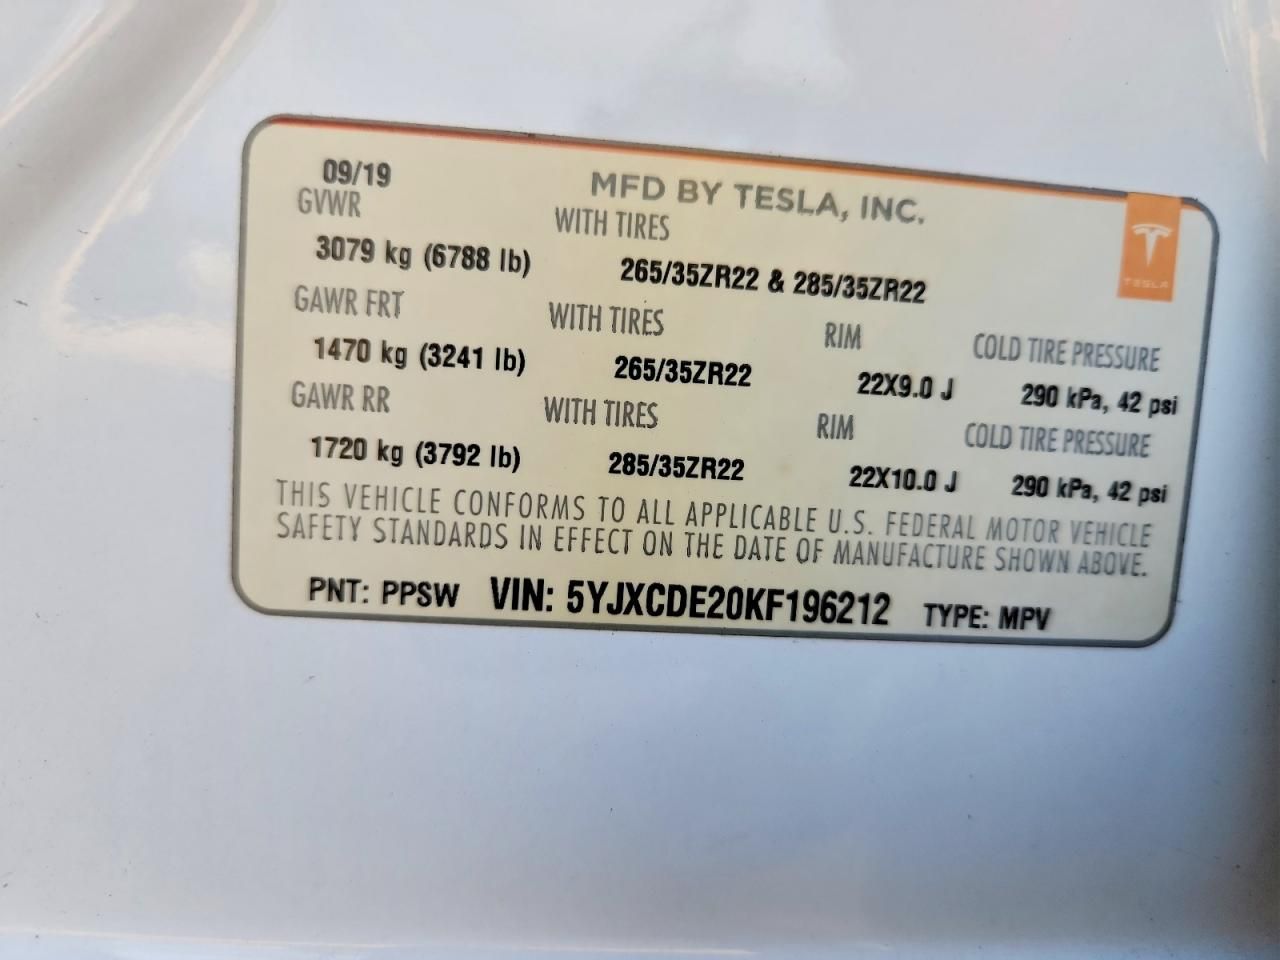 09/19 MFD BY TESLA, INC.
GVWR WITH TIRES
3079 kg (6788 lb) 265/35ZR22 & 285/35ZR22
TESLA
GAWR FRT WITH TIRES RIM COLD TIRE PRESSURE
1470 kg (3241 lb) 265/35ZR22 22X9.0 J 290 kPa, 42 psi
GAWR RR WITH TIRES RIM COLD TIRE PRESSURE
1720 kg (3792 lb) 285/35ZR22 22X10.0 J 290 kPa, 42 psi
THIS VEHICLE CONFORMS TO ALL APPLICABLE U.S. FEDERAL MOTOR VEHICLE
SAFETY STANDARDS IN EFFECT ON THE DATE OF MANUFACTURE SHOWN ABOVE.
PNT: PPSW VIN: 5YJXCDE20KF196212 TYPE: MPV